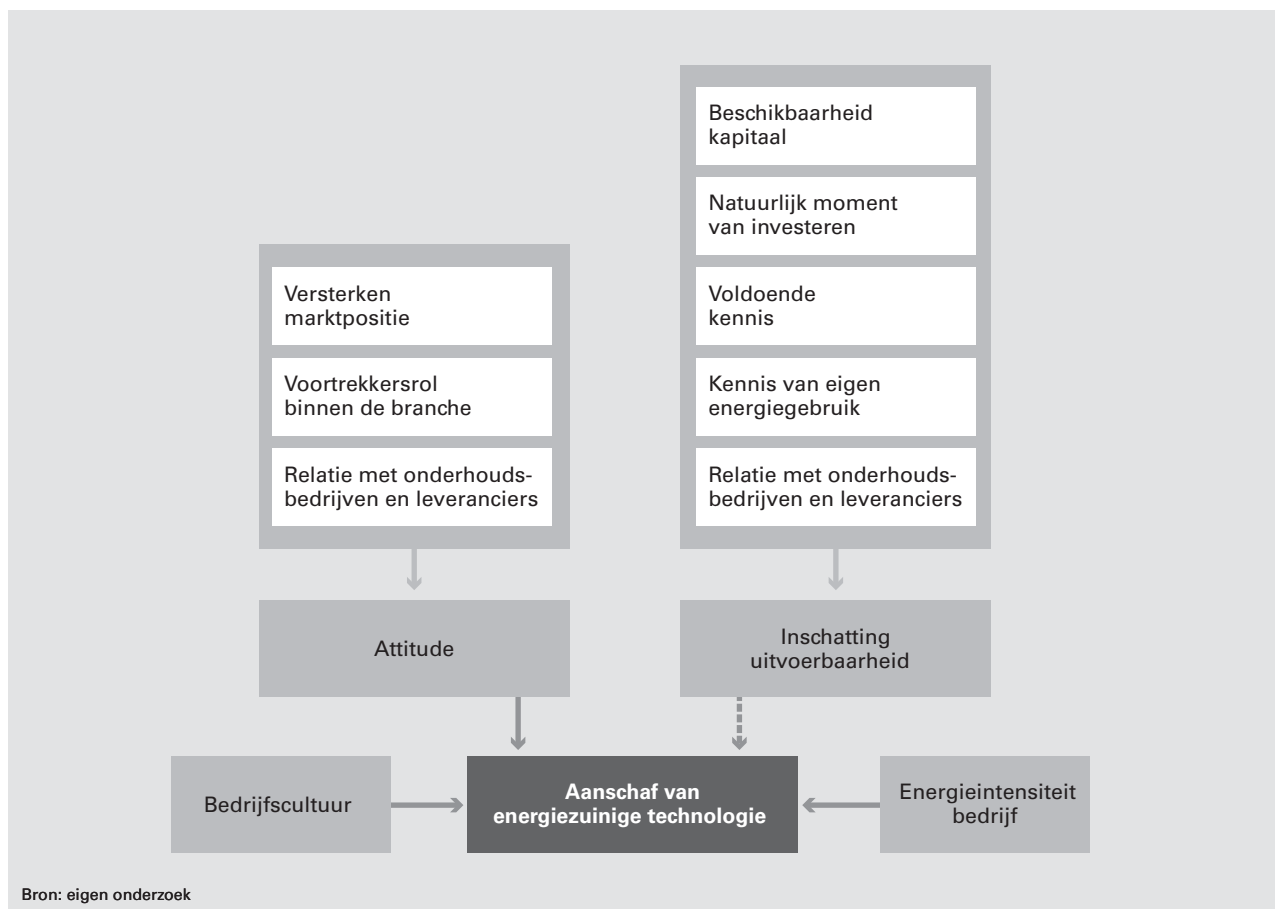 Versterken
marktpositie
Voortrekkersrol
binnen de branche
Relatie met onderhouds-
bedrijven en leveranciers
Beschikbaarheid
kapitaal
Natuurlijk moment
van investeren
Voldoende
kennis
Kennis van eigen
energiegebruik
Relatie met onderhouds-
bedrijven en leveranciers
Attitude
Inschatting
uitvoerbaarheid
Bedrijfscultuur
Aanschaf van
energiezuinige technologie
Energieintensiteit
bedrijf
Bron: eigen onderzoek